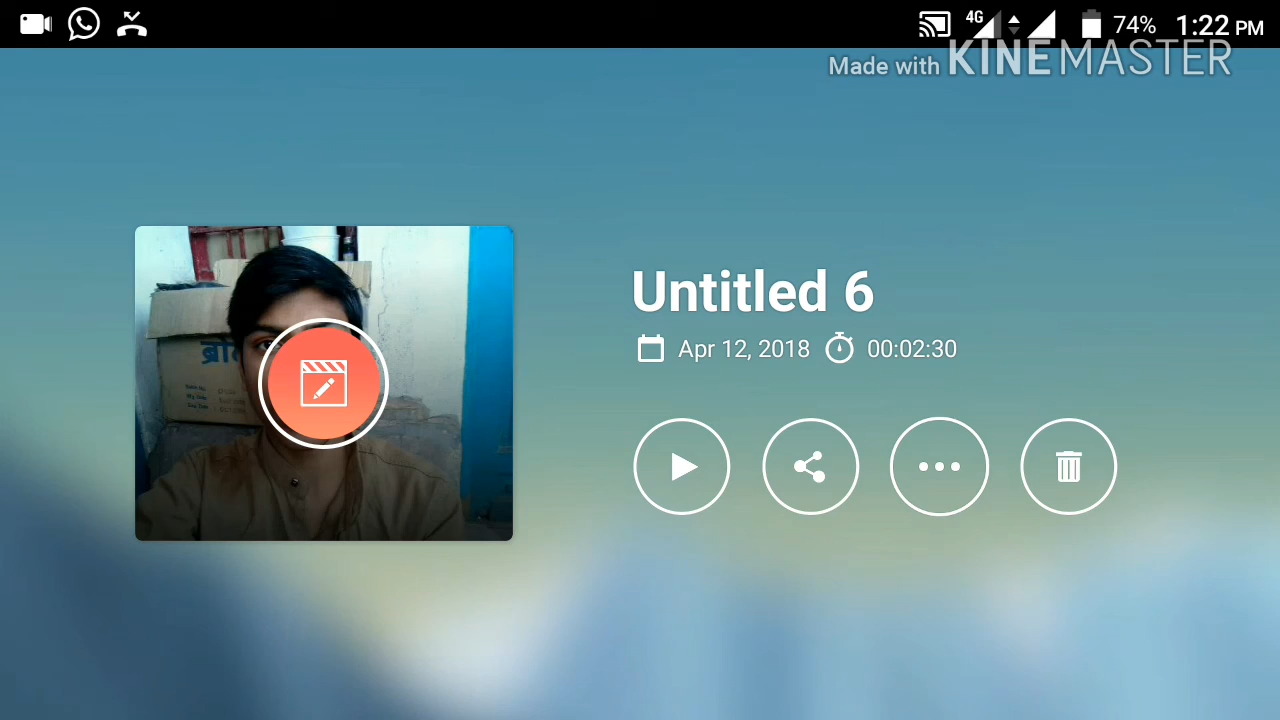 4G 74% 1:22 PM
Made with KINEMASTER
Untitled 6
Apr 12, 2018 00:02:30